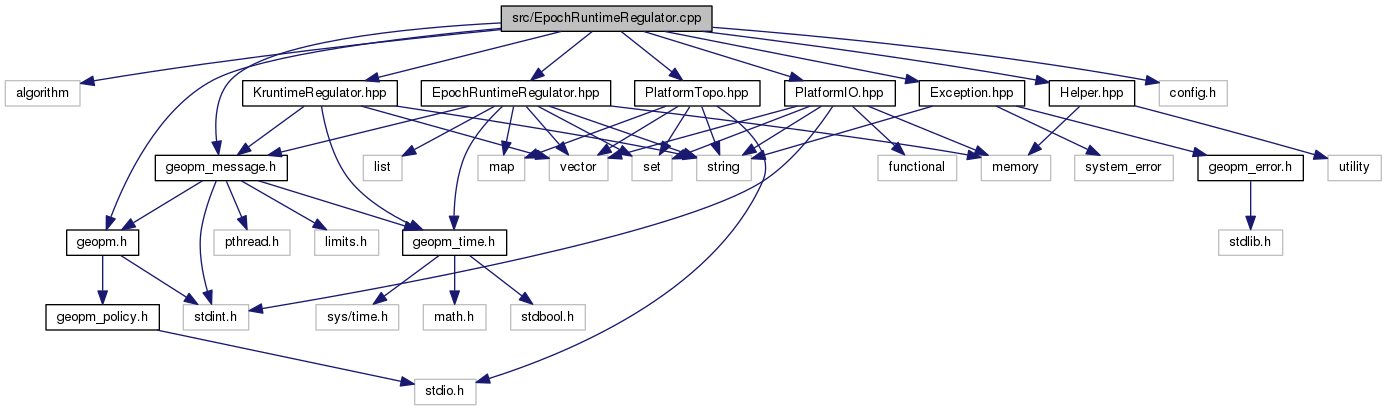 src/EpochRuntimeRegulator.cpp
algorithm
KruntimeRegulator.hpp
EpochRuntimeRegulator.hpp
PlatformTopo.hpp
PlatformIO.hpp
Exception.hpp
Helper.hpp
config.h
geopm_message.h
list
map
vector
set
string
functional
memory
system_error
geopm_error.h
utility
geopm.h
pthread.h
limits.h
geopm_time.h
stdlib.h
geopm_policy.h
stdint.h
sys/time.h
math.h
stdbool.h
stdio.h